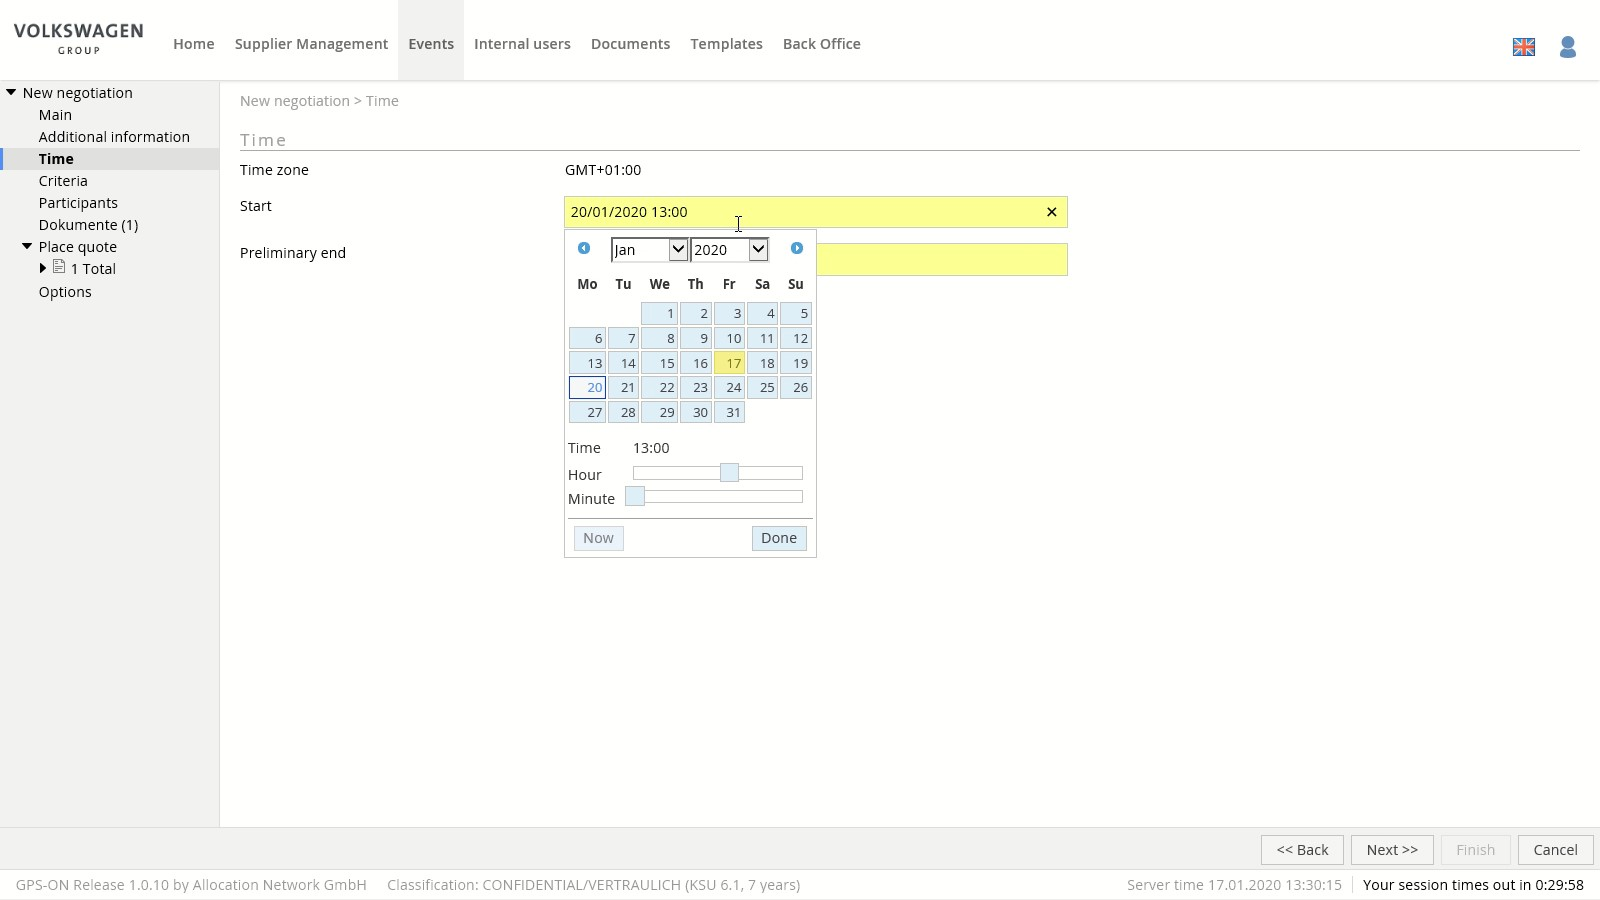 VOLKSWAGEN
GROUP
Home Supplier Management Events Internal users Documents Templates Back Office
New negotiation
Main
Additional information
Time
Criteria
Participants
Dokumente (1)
Place quote
1 Total
Options
New negotiation > Time
Time
Time zone GMT+01:00
Start 20/01/2020 13:00
Preliminary end
Jan 2020
Mo Tu We Th Fr Sa Su
1 2 3 4 5
6 7 8 9 10 11 12
13 14 15 16 17 18 19
20 21 22 23 24 25 26
27 28 29 30 31
Time 13:00
Hour
Minute
Now Done
<< Back Next >> Finish Cancel
GPS-ON Release 1.0.10 by Allocation Network GmbH Classification: CONFIDENTIAL/VERTRAULICH (KSU 6.1, 7 years) Server time 17.01.2020 13:30:15 Your session times out in 0:29:58